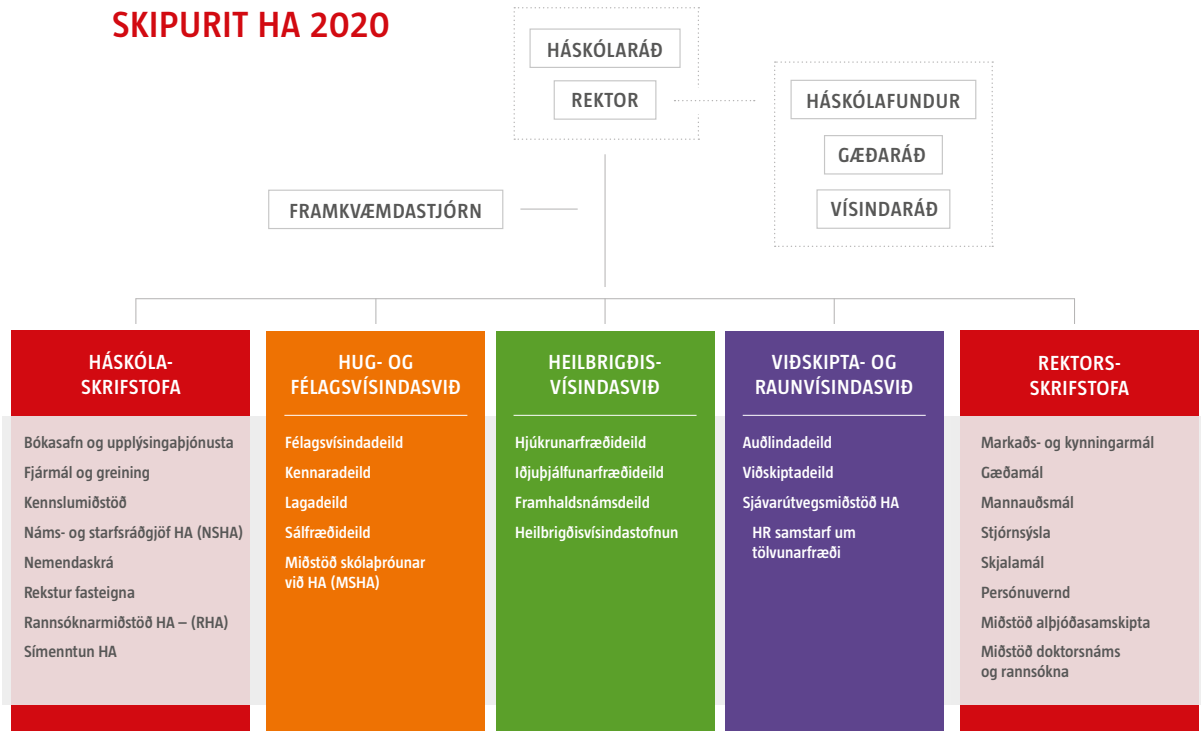 SKIPURIT HA 2020
HÁSKÓLARÁÐ
REKTOR
HÁSKÓLAFUNDUR
GÆÐARÁÐ
VÍSINDARÁÐ
FRAMKVÆMDASTJÓRN
HÁSKÓLA-
SKRIFSTOFA
Bókasafn og upplýsingaþjónusta
Fjármál og greining
Kennslumiðstöð
Náms- og starfsráðgjöf HA (NSHA)
Nemendaskrá
Rekstur fasteigna
Rannsóknarmiðstöð HA – (RHA)
Símenntun HA
HUG- OG
FÉLAGSVÍSINDASVIÐ
Félagsvísindadeild
Kennaradeild
Lagadeild
Sálfræðideild
Miðstöð skólaþróunar
við HA (MSHA)
HEILBRIGÐIS-
VÍSINDASVIÐ
Hjúkrunarfræðideild
Iðjuþjálfunarfræðideild
Framhaldsnámsdeild
Heilbrigðisvísindastofnun
VIÐSKIPTA- OG
RAUNVÍSINDASVIÐ
Auðlindadeild
Viðskiptadeild
Sjávarútvegsmiðstöð HA
HR samstarf um
tölvunarfræði
REKTORS-
SKRIFSTOFA
Markaðs- og kynningarmál
Gæðamál
Mannauðsmál
Stjórnsýsla
Skjalamál
Persónuvernd
Miðstöð alþjóðasamskipta
Miðstöð doktorsnáms
og rannsókna